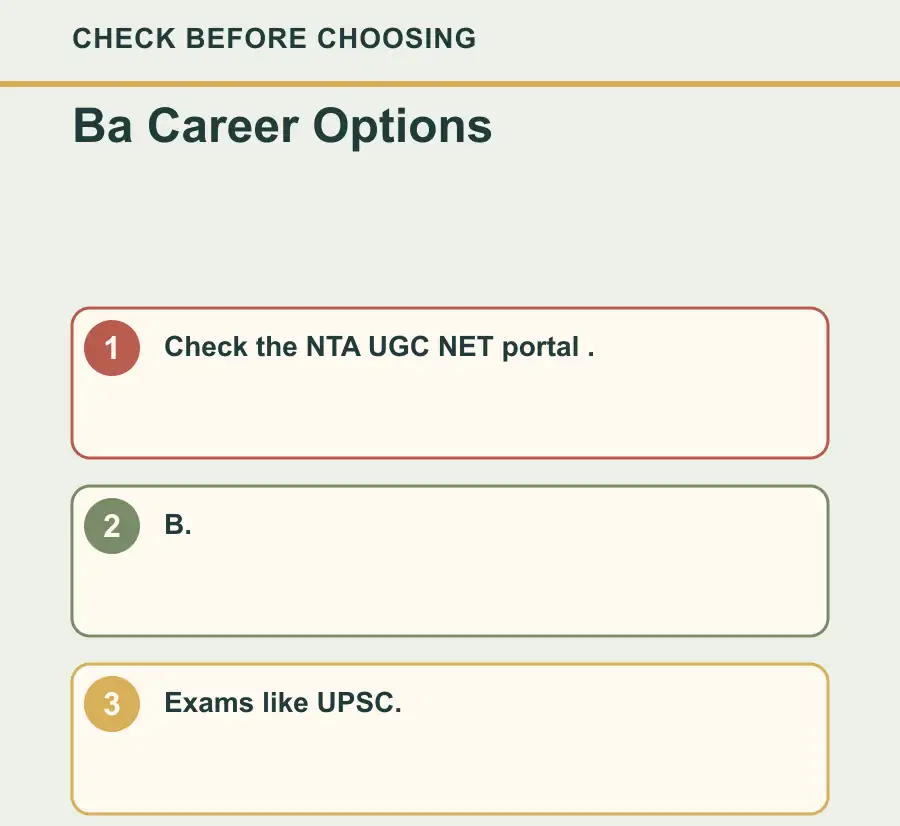 CHECK BEFORE CHOOSING
Ba Career Options
1 Check the NTA UGC NET portal .
2 B.
3 Exams like UPSC.